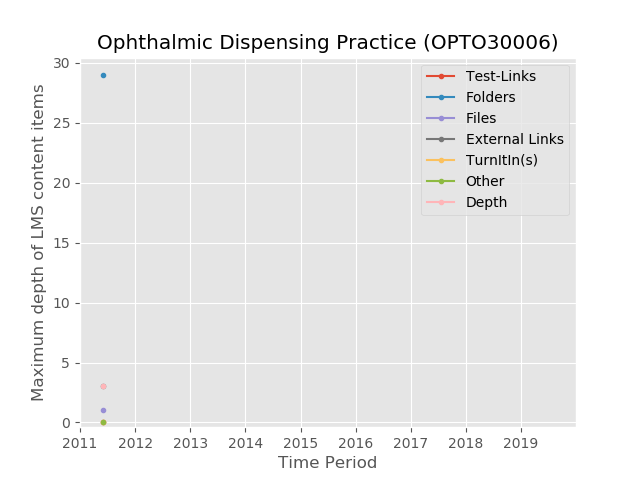 Ophthalmic Dispensing Practice (OPTO30006)
Maximum depth of LMS content items
30
25
20
15
10
5
0
Test-Links
Folders
Files
External Links
TurnItIn(s)
Other
Depth
2011 2012 2013 2014 2015 2016 2017 2018 2019
Time Period